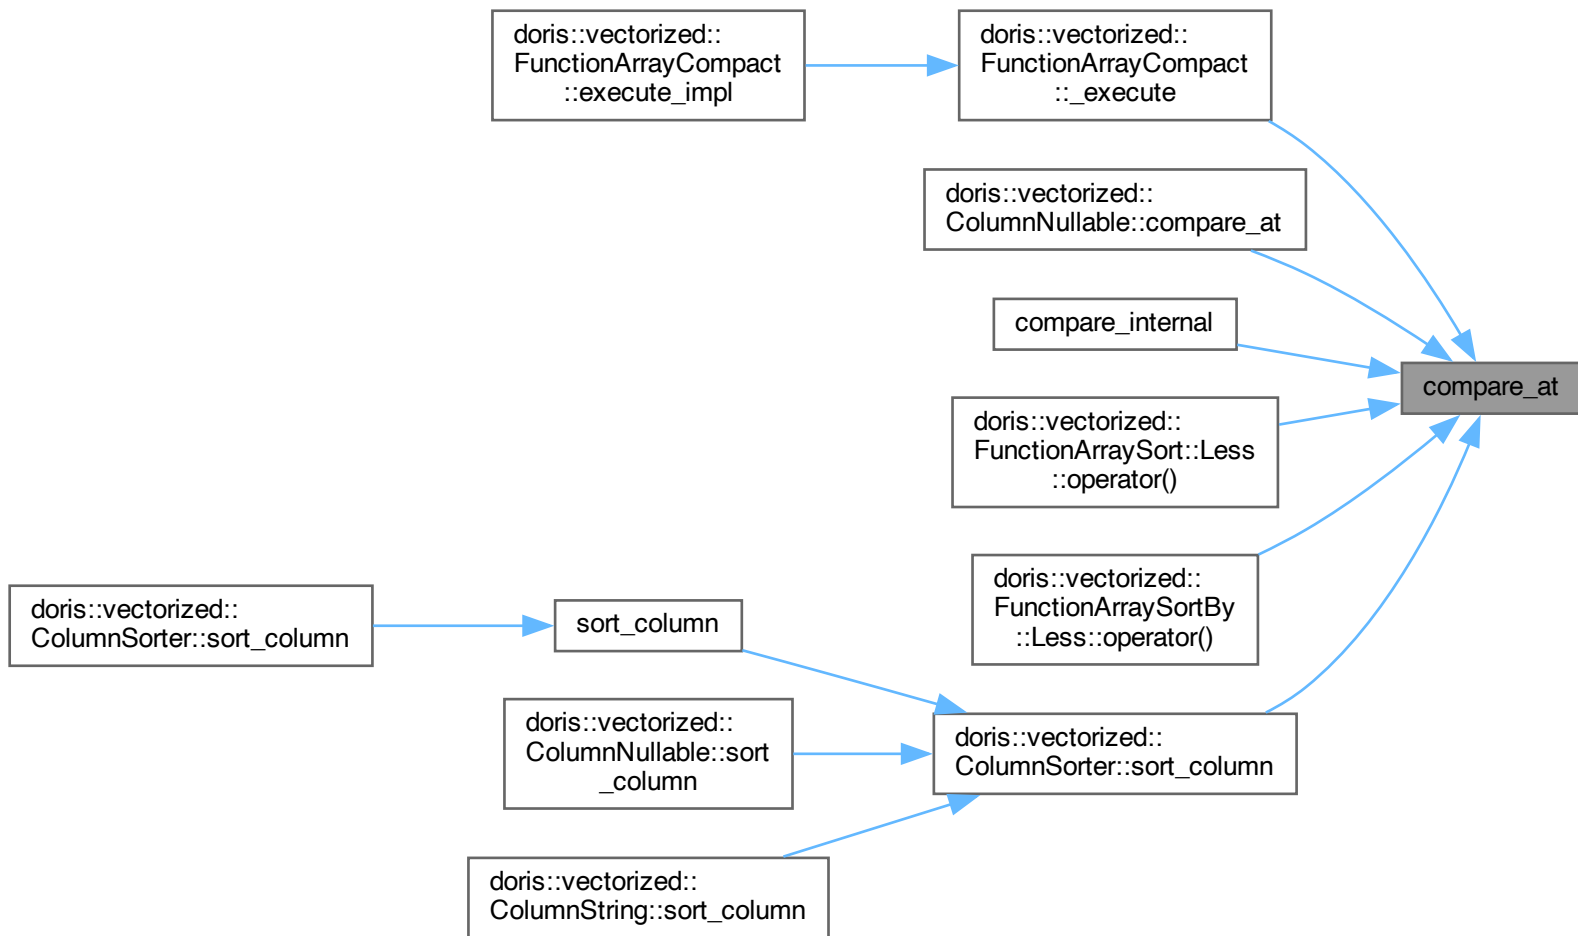 doris::vectorized::
FunctionArrayCompact
::execute_impl
doris::vectorized::
FunctionArrayCompact
::_execute
doris::vectorized::
ColumnNullable::compare_at
compare_internal
compare_at
doris::vectorized::
FunctionArraySort::Less
::operator()
doris::vectorized::
FunctionArraySortBy
::Less::operator()
doris::vectorized::
ColumnSorter::sort_column
sort_column
doris::vectorized::
ColumnNullable::sort
_column
doris::vectorized::
ColumnSorter::sort_column
doris::vectorized::
ColumnString::sort_column